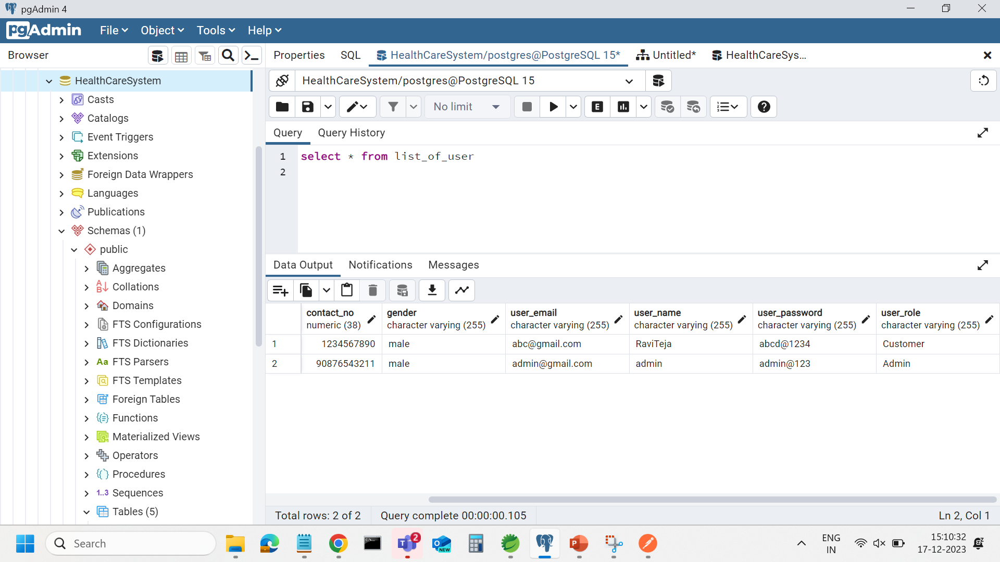 pgAdmin 4
pgAdmin File Object Tools Help
Browser
Properties SQL HealthCareSystem/postgres@PostgreSQL 15* Untitled* HealthCareSys...
HealthCareSystem
Casts
Catalogs
Event Triggers
Extensions
Foreign Data Wrappers
Languages
Publications
Schemas (1)
public
Aggregates
Collations
Domains
FTS Configurations
FTS Dictionaries
Aa FTS Parsers
FTS Templates
Foreign Tables
Functions
Materialized Views
Operators
Procedures
1..3 Sequences
Tables (5)
HealthCareSystem/postgres@PostgreSQL 15
No limit E
Query Query History
1 select * from list_of_user
2
Data Output Notifications Messages
contact_no gender user_email user_name user_password user_role
numeric (38) character varying (255) character varying (255) character varying (255) character varying (255) character varying (255)
1 1234567890 male abc@gmail.com RaviTeja abcd@1234 Customer
2 90876543211 male admin@gmail.com admin admin@123 Admin
Total rows: 2 of 2 Query complete 00:00:00.105 Ln 2, Col 1
Search 2 NEW ENG 15:10:32
IN 17-12-2023